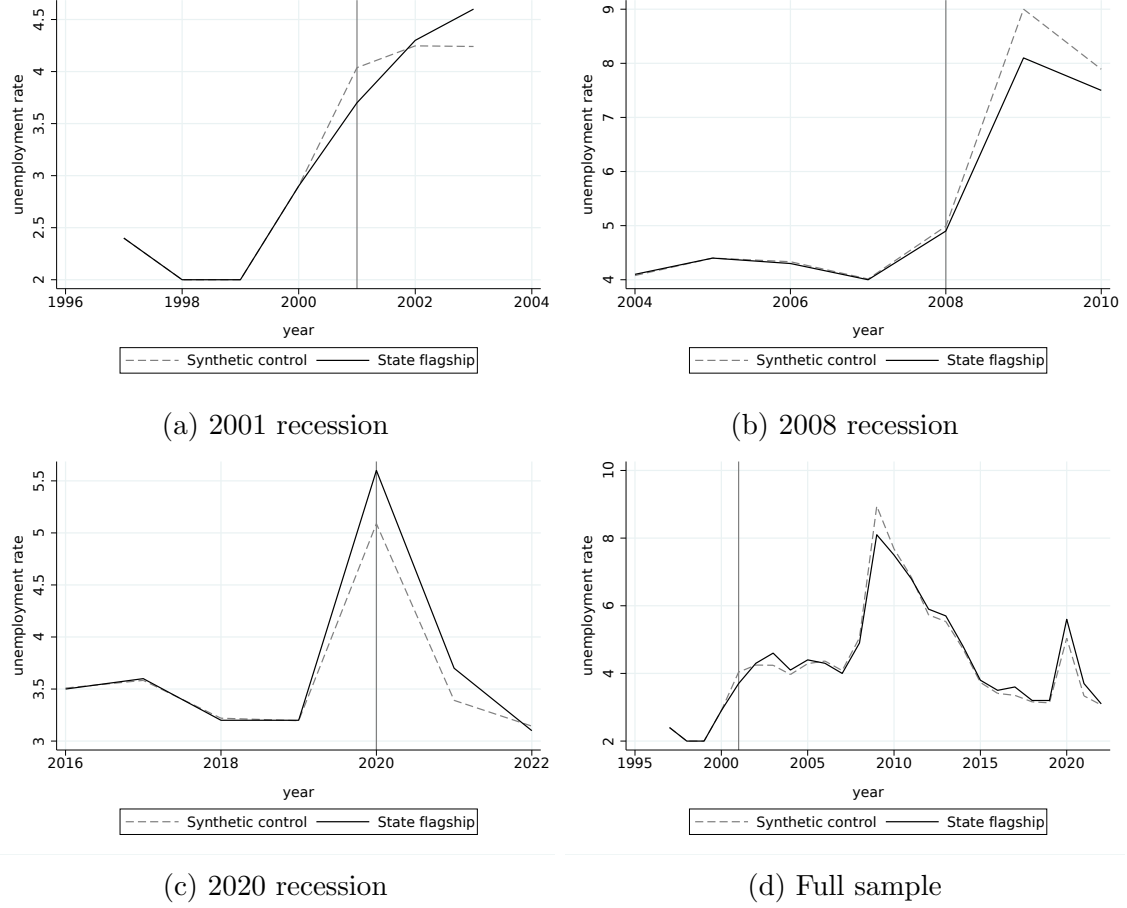 4.5
4
3.5
3
2.5
2
unemployment rate
1996 1998 2000 2002 2004
year
Synthetic control State flagship
(a) 2001 recession
9
8
7
6
5
4
unemployment rate
2004 2006 2008 2010
year
Synthetic control State flagship
(b) 2008 recession
5.5
5
4.5
4
3.5
3
unemployment rate
2016 2018 2020 2022
year
Synthetic control State flagship
(c) 2020 recession
10
8
6
4
2
unemployment rate
1995 2000 2005 2010 2015 2020
year
Synthetic control State flagship
(d) Full sample